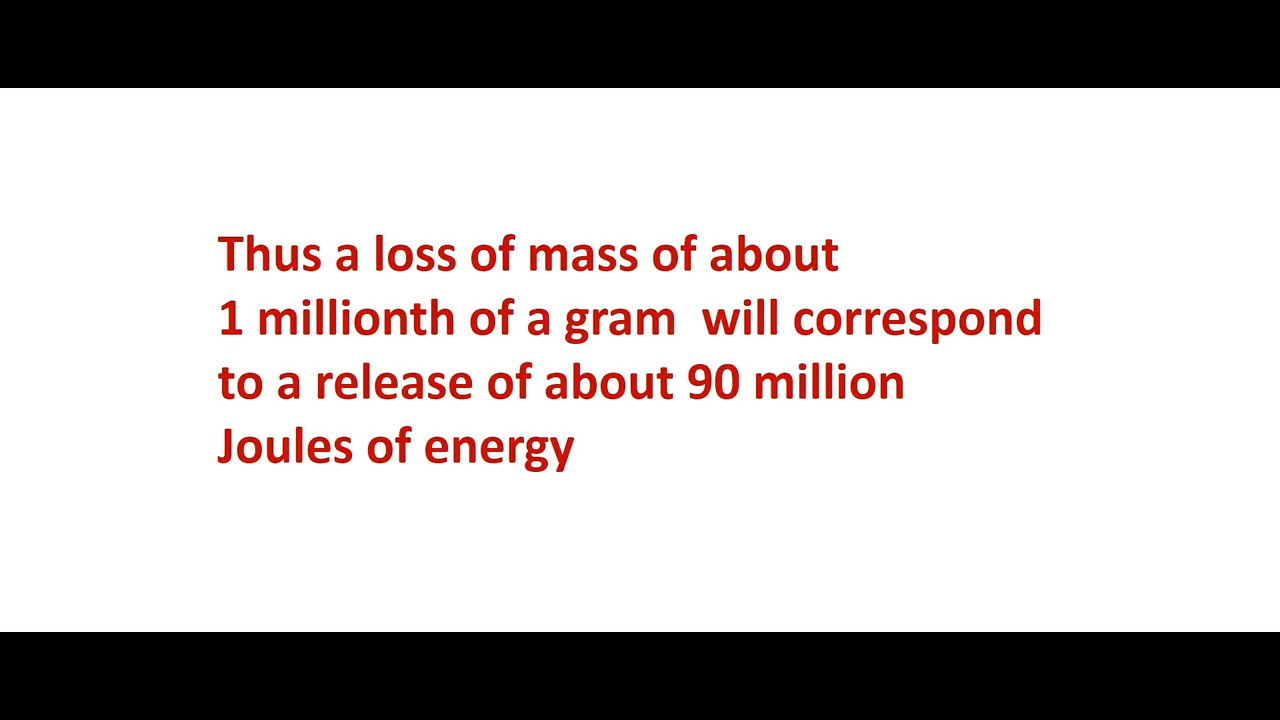 Thus a loss of mass of about
1 millionth of a gram  will correspond
to a release of about 90 million
Joules of energy